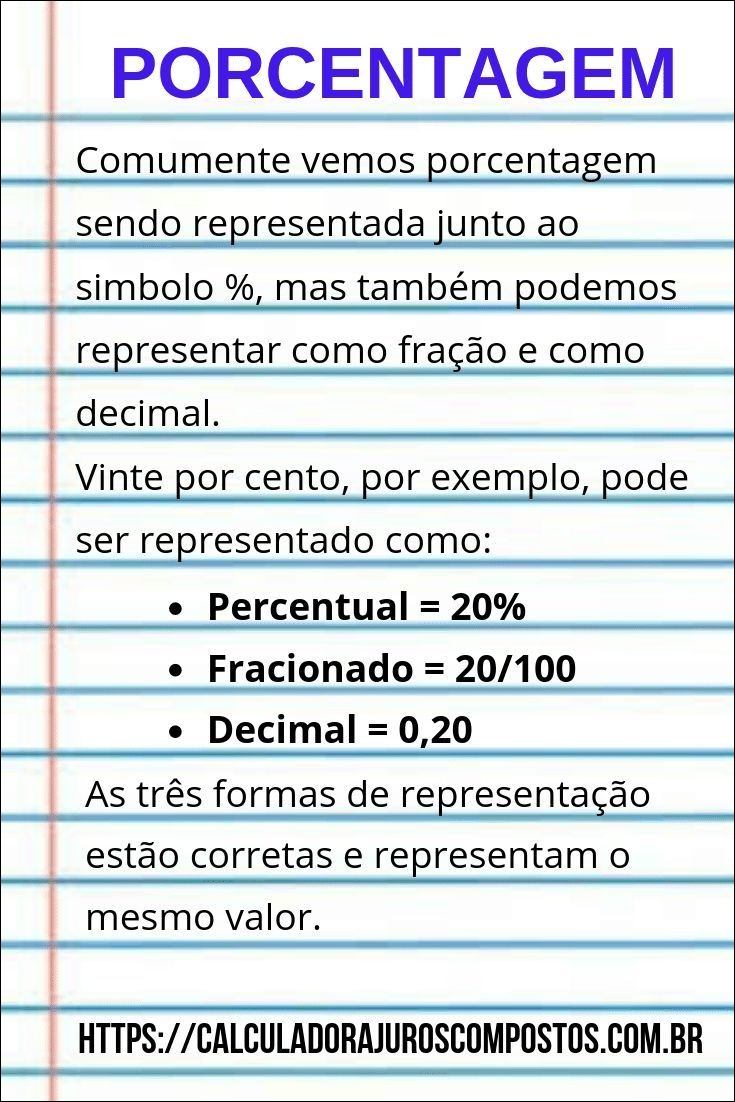 PORCENTAGEM
Comumente vemos porcentagem
sendo representada junto ao
simbolo %, mas também podemos
representar como fração e como
decimal.
Vinte por cento, por exemplo, pode
ser representado como:
• Percentual = 20%
• Fracionado = 20/100
• Decimal = 0,20
As três formas de representação
estão corretas e representam o
mesmo valor.
HTTPS://CALCULADORAJUROSCOMPOSTOS.COM.BR